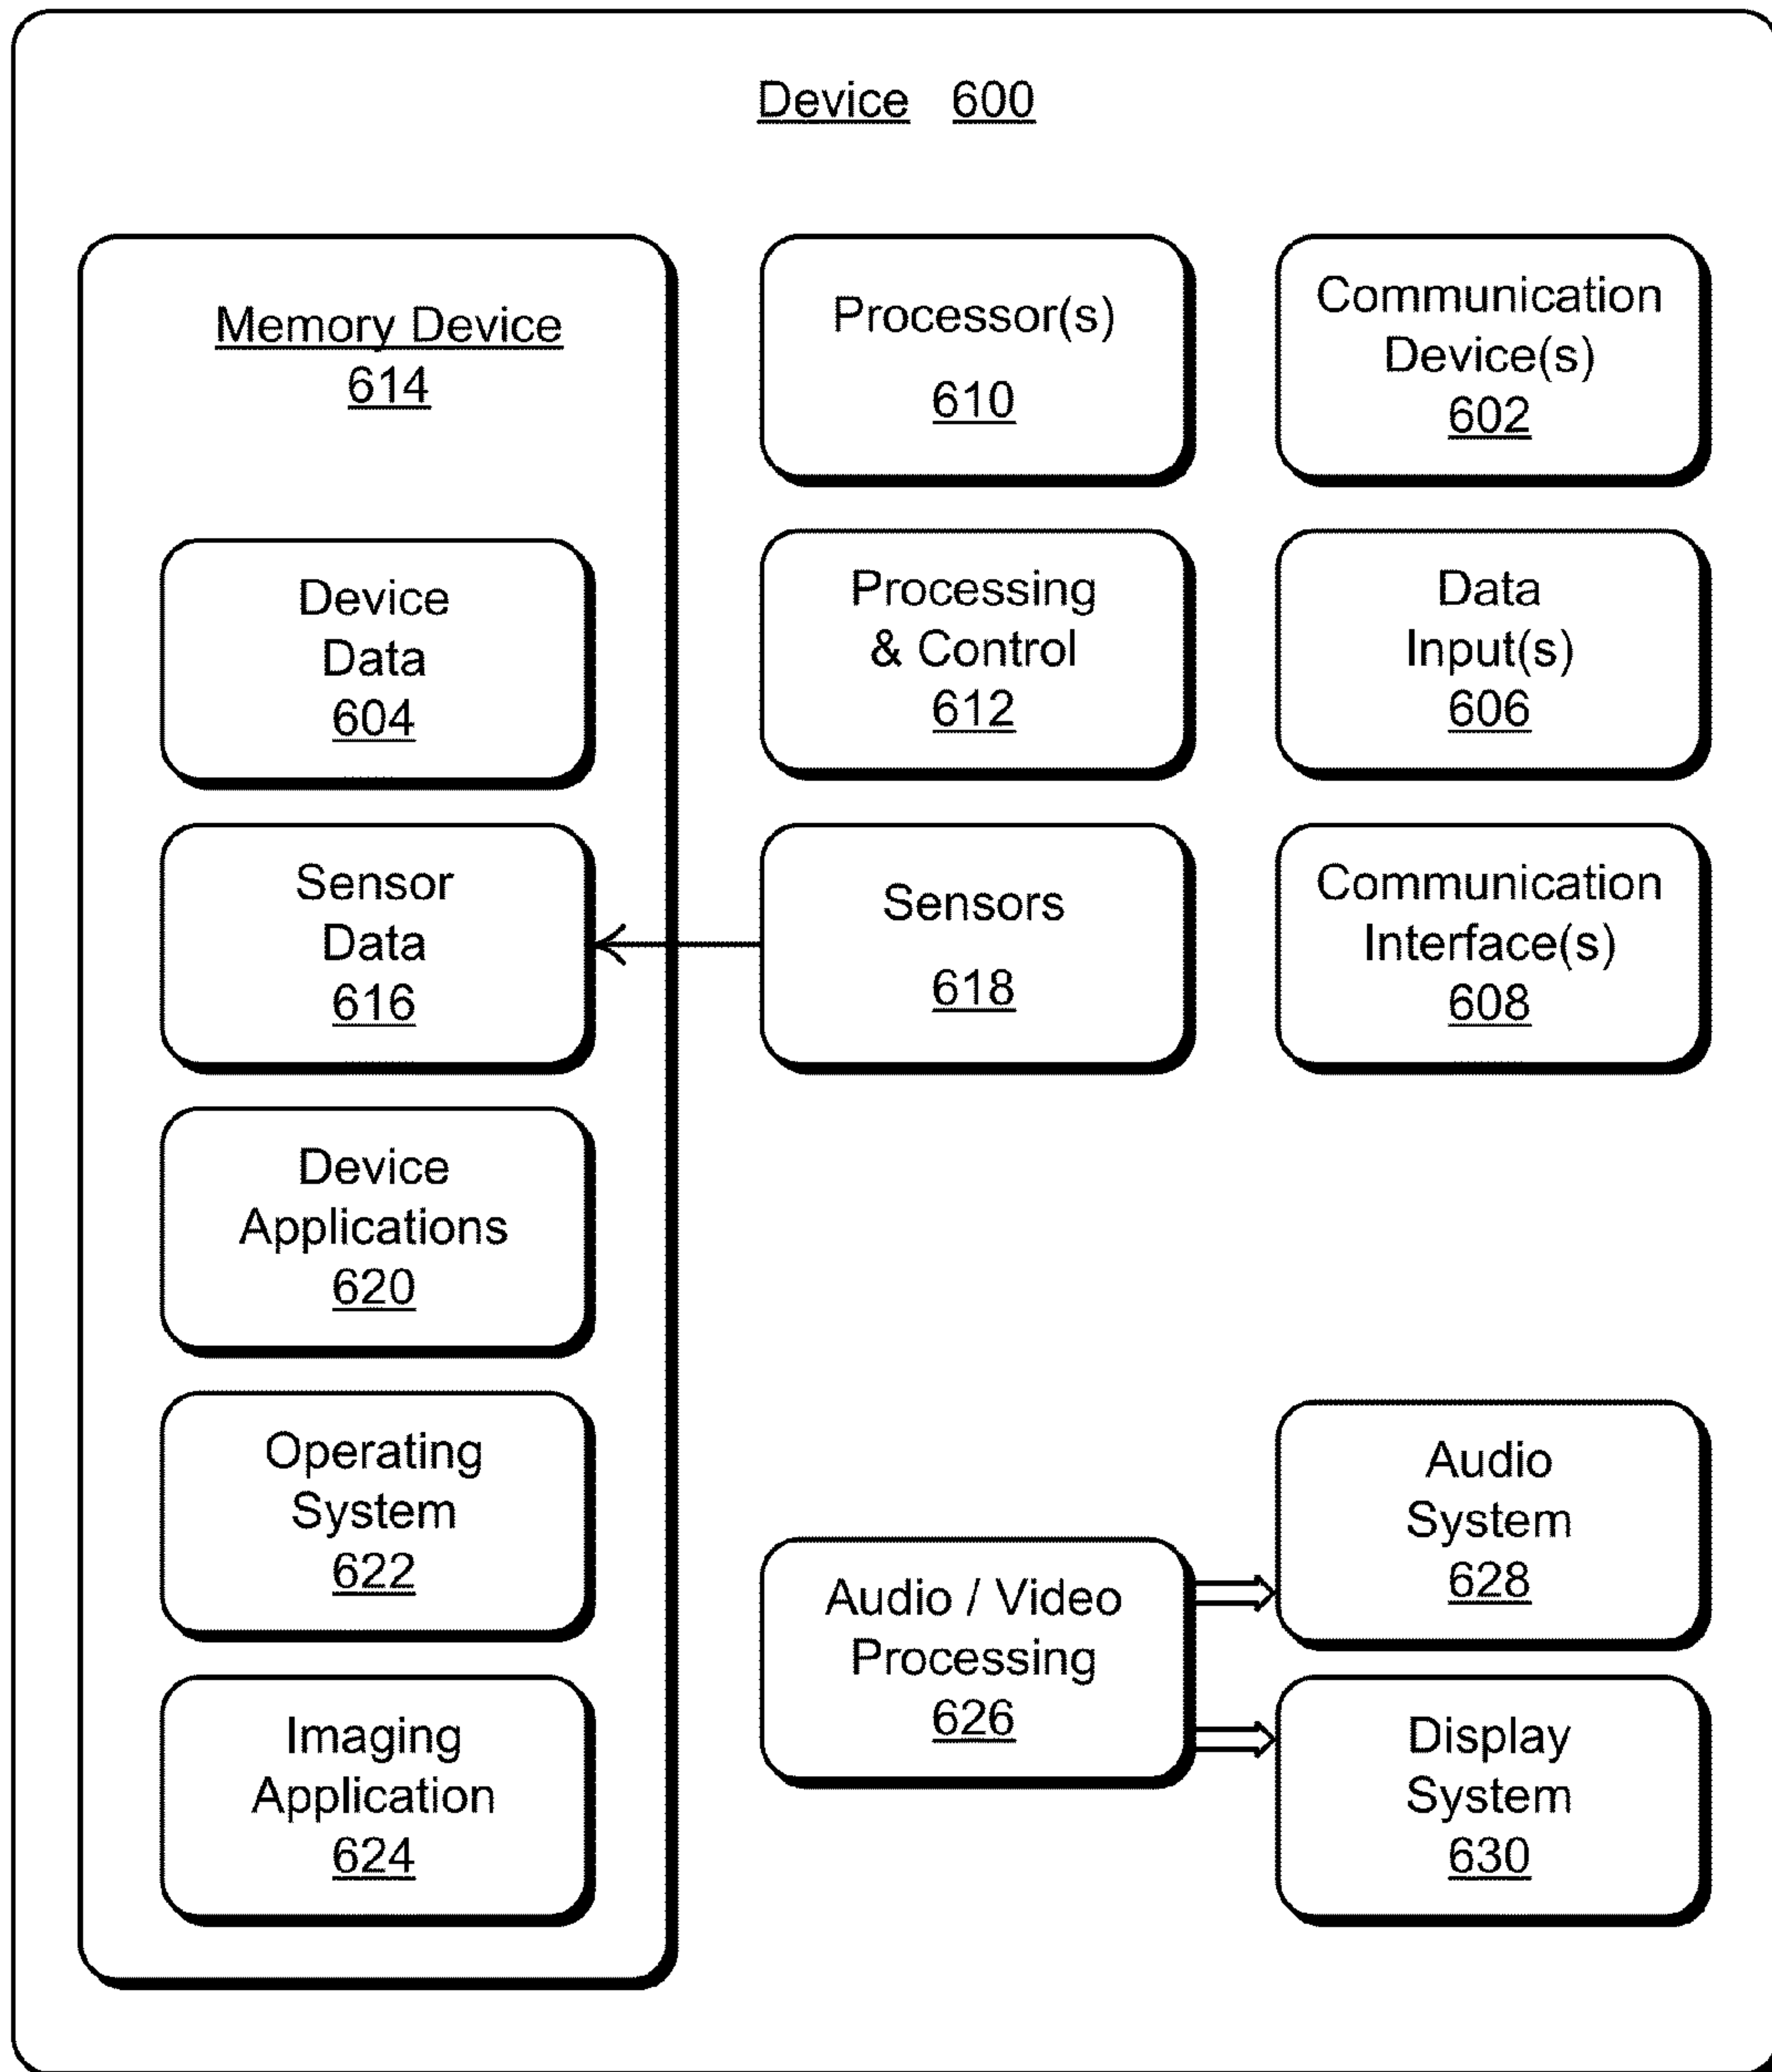 Device 600
Memory Device
614
Device
Data
604
Sensor
Data
616
Device
Applications
620
Operating
System
622
Imaging
Application
624
Processor(s)
610
Processing
& Control
612
Sensors
618
Communication
Device(s)
602
Data
Input(s)
606
Communication
Interface(s)
608
Audio / Video
Processing
626
Audio
System
628
Display
System
630